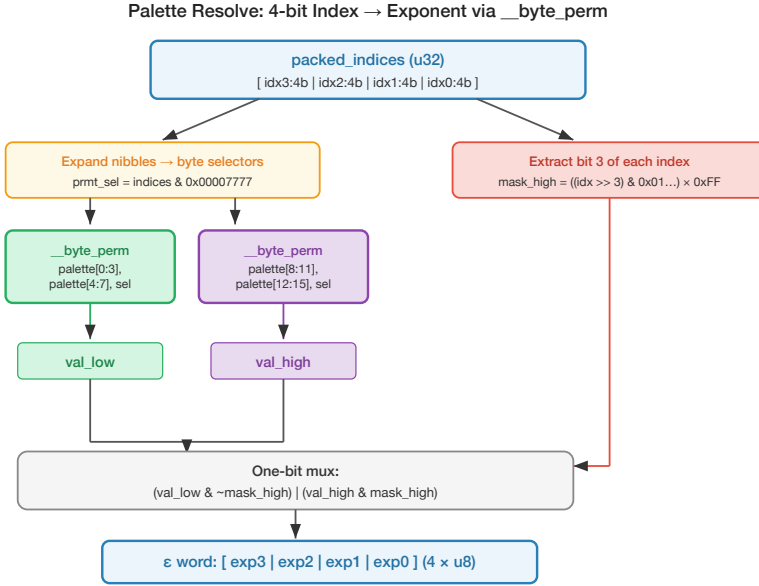 Palette Resolve: 4-bit Index → Exponent via __byte_perm
packed_indices (u32)
[ idx3:4b | idx2:4b | idx1:4b | idx0:4b ]
Expand nibbles → byte selectors
prmt_sel = indices & 0x00007777
Extract bit 3 of each index
mask_high = ((idx >> 3) & 0x01...) × 0xFF
__byte_perm
palette[0:3],
palette[4:7], sel
__byte_perm
palette[8:11],
palette[12:15], sel
val_low
val_high
One-bit mux:
(val_low & ~mask_high) | (val_high & mask_high)
ε word: [ exp3 | exp2 | exp1 | exp0 ] (4 × u8)